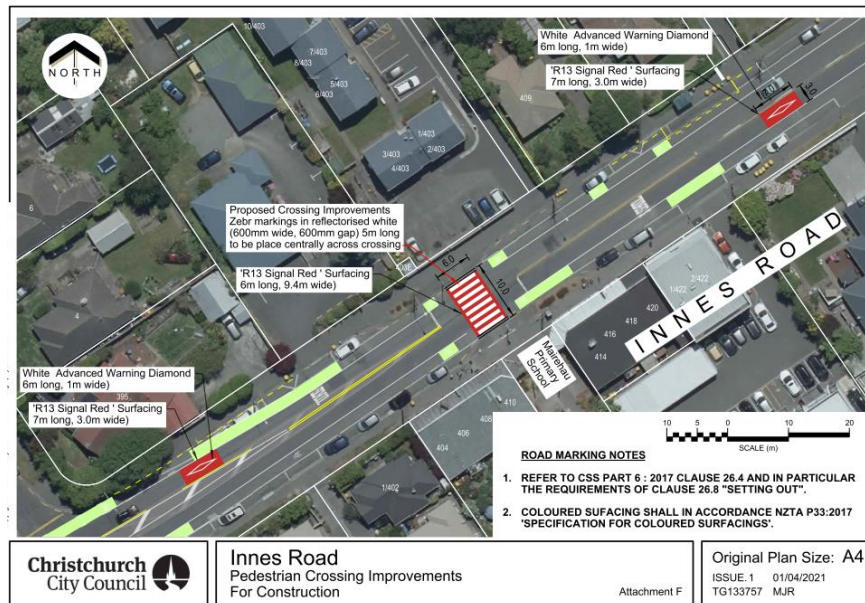 NORTH
White  Advanced Warning Diamond
6m long, 1m wide)
'R13 Signal Red ' Surfacing
7m long, 3.0m wide)
7.0
3.0
10/403
7/403
8/403
5/403
6/403
1/403
3/403
2/403
4/403
409
6
Proposed Crossing Improvements
Zebr markings in reflectorised white
(600mm wide, 600mm gap) 5m long
to be place centrally across crossing
'R13 Signal Red ' Surfacing
6m long, 9.4m wide)
6.0
10.0
4
INNES ROAD
2/422
1/422
420
418
416
414
Mairehau
Primary
School
White  Advanced Warning Diamond
6m long, 1m wide)
395
'R13 Signal Red ' Surfacing
7m long, 3.0m wide)
410
408
406
404
1/402
10 5 0 10 20
SCALE (m)
ROAD MARKING NOTES
1. REFER TO CSS PART 6 : 2017 CLAUSE 26.4 AND IN PARTICULAR
THE REQUIREMENTS OF CLAUSE 26.8 "SETTING OUT".
2. COLOURED SUFACING SHALL IN ACCORDANCE NZTA P33:2017
'SPECIFICATION FOR COLOURED SURFACINGS'.
Christchurch
City Council
Innes Road
Pedestrian Crossing Improvements
For Construction
Attachment F
Original Plan Size: A4
ISSUE.1 01/04/2021
TG133757 MJR